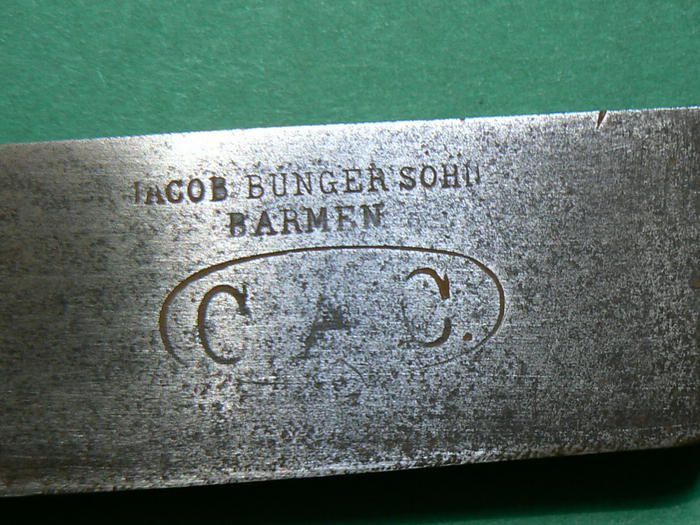 JACOB BUNGER SOHN
BARMEN
C A C.